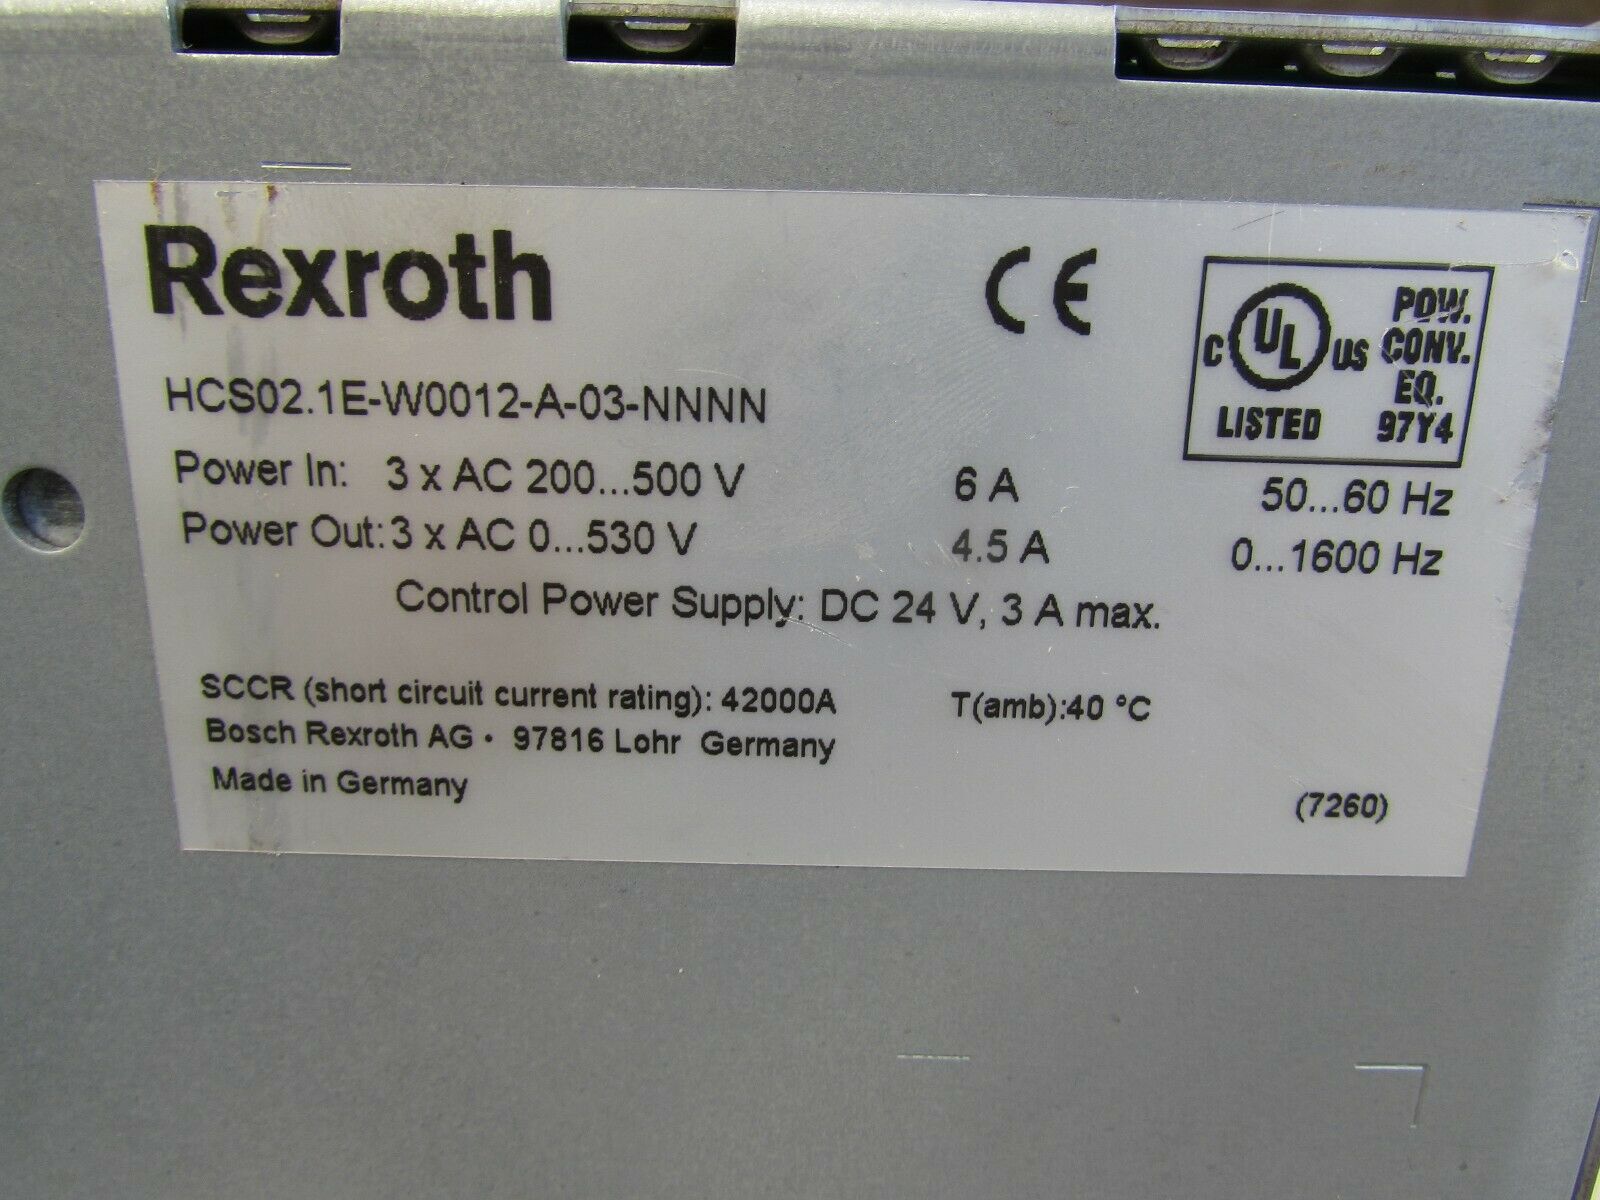 Rexroth
CE
C UL US
LISTED
POW.
CONV.
EQ.
97Y4
HCS02.1E-W0012-A-03-NNNN
Power In: 3 x AC 200...500 V 6 A 50...60 Hz
Power Out: 3 x AC 0...530 V 4.5 A 0...1600 Hz
Control Power Supply: DC 24 V, 3 A max.
SCCR (short circuit current rating): 42000A T(amb):40 °C
Bosch Rexroth AG • 97816 Lohr Germany
Made in Germany (7260)